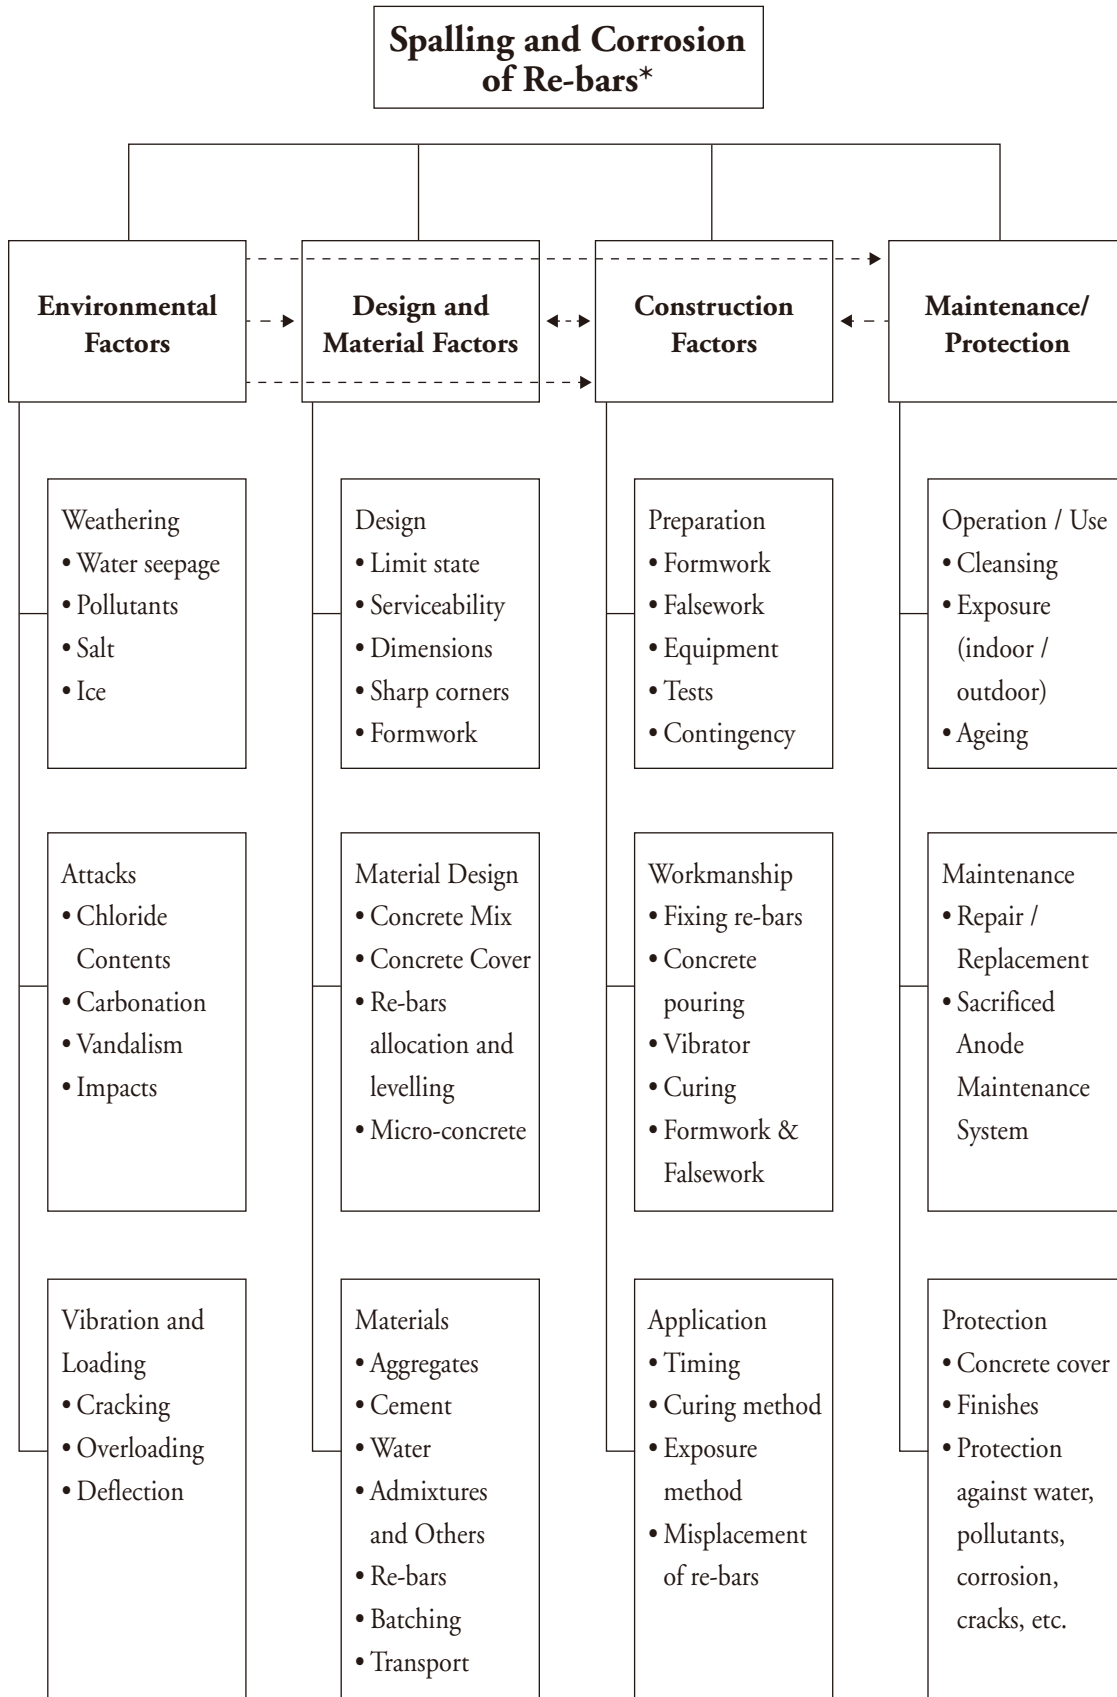 Spalling and Corrosion
of Re-bars*
Environmental
Factors
Design and
Material Factors
Construction
Factors
Maintenance/
Protection
Weathering
• Water seepage
• Pollutants
• Salt
• Ice
Design
• Limit state
• Serviceability
• Dimensions
• Sharp corners
• Formwork
Preparation
• Formwork
• Falsework
• Equipment
• Tests
• Contingency
Operation / Use
• Cleansing
• Exposure
(indoor /
outdoor)
• Ageing
Attacks
• Chloride
Contents
• Carbonation
• Vandalism
• Impacts
Material Design
• Concrete Mix
• Concrete Cover
• Re-bars
allocation and
levelling
• Micro-concrete
Workmanship
• Fixing re-bars
• Concrete
pouring
• Vibrator
• Curing
• Formwork &
Falsework
Maintenance
• Repair /
Replacement
• Sacrificed
Anode
Maintenance
System
Vibration and
Loading
• Cracking
• Overloading
• Deflection
Materials
• Aggregates
• Cement
• Water
• Admixtures
and Others
• Re-bars
• Batching
• Transport
Application
• Timing
• Curing method
• Exposure
method
• Misplacement
of re-bars
Protection
• Concrete cover
• Finishes
• Protection
against water,
pollutants,
corrosion,
cracks, etc.